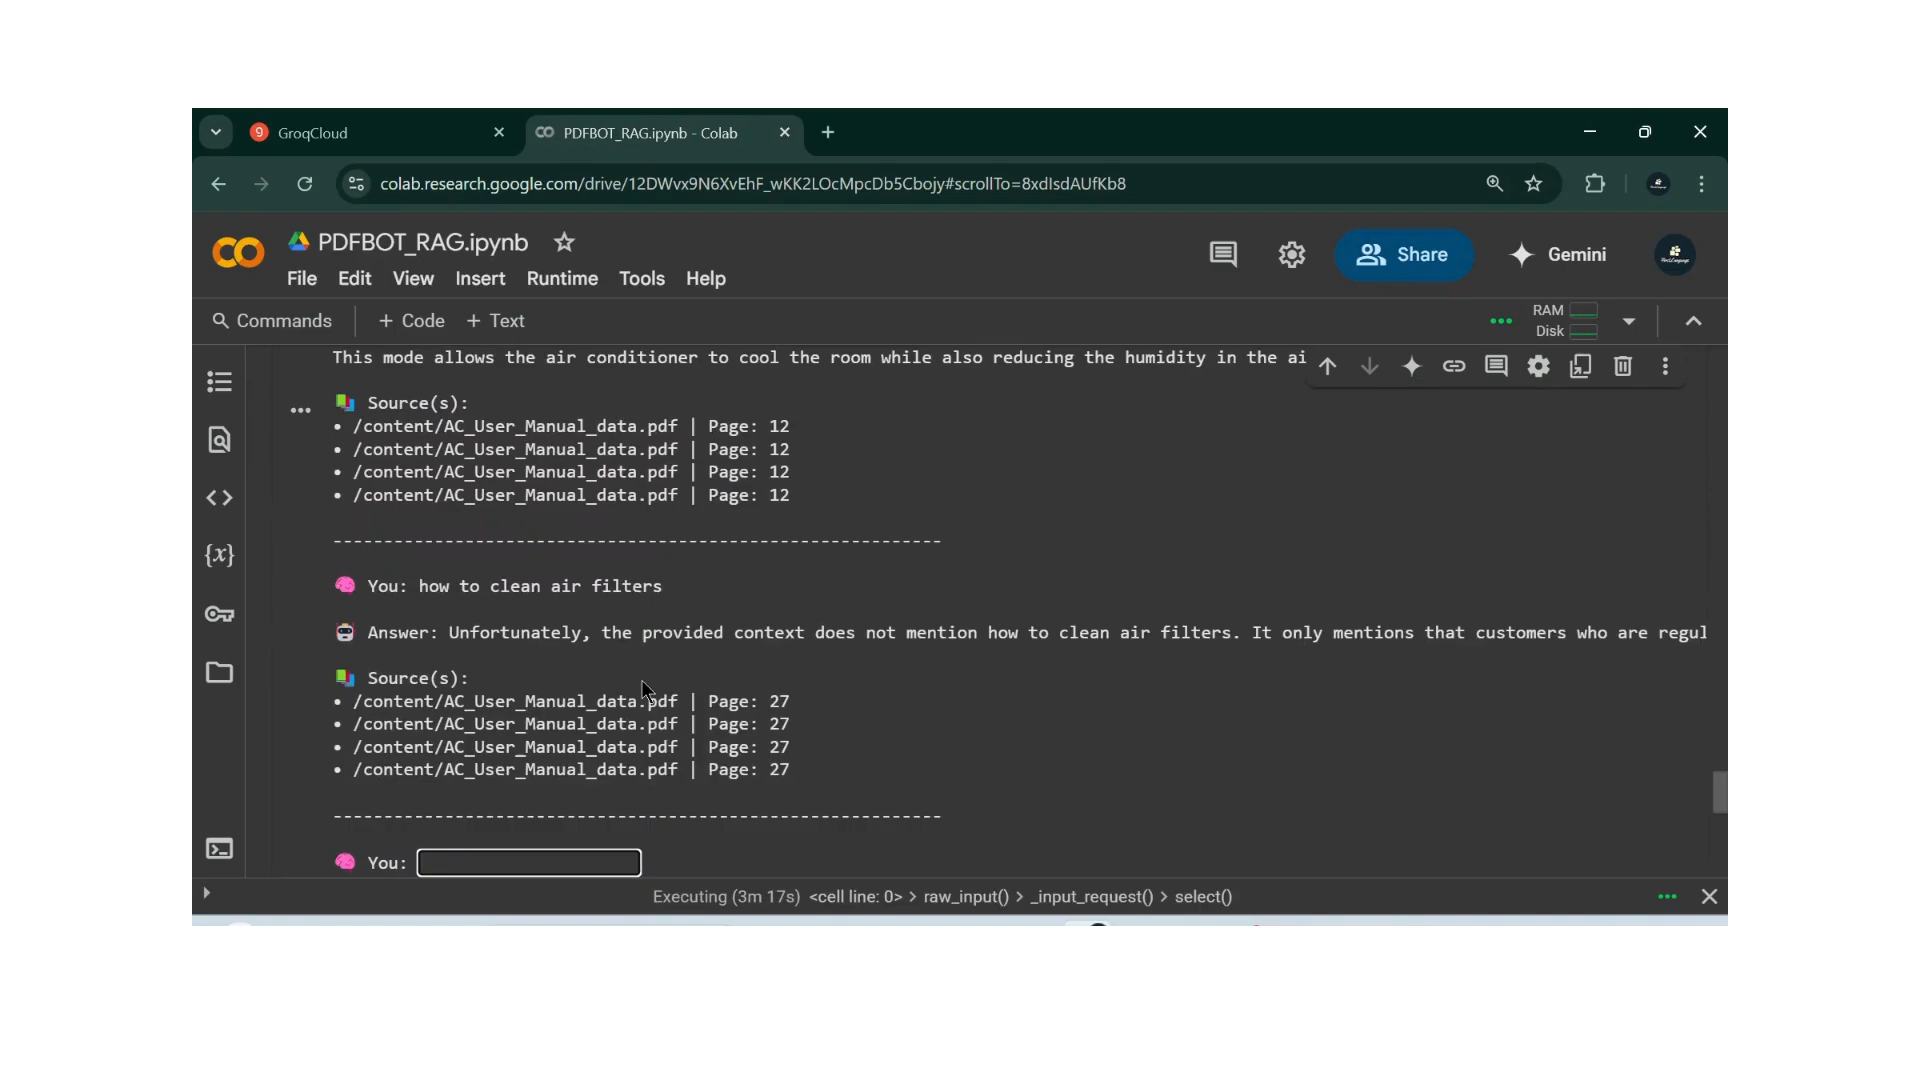 9 GroqCloud
PDFBOT_RAG.ipynb - Colab
colab.research.google.com/drive/12DWvx9N6XvEhF_wKK2LOcMpcDb5Cbojy#scrollTo=8xdlsdAUfKb8
PDFBOT_RAG.ipynb
Share
Gemini
File Edit View Insert Runtime Tools Help
Commands + Code + Text
RAM
Disk
This mode allows the air conditioner to cool the room while also reducing the humidity in the ai
Source(s):
• /content/AC_User_Manual_data.pdf | Page: 12
• /content/AC_User_Manual_data.pdf | Page: 12
• /content/AC_User_Manual_data.pdf | Page: 12
• /content/AC_User_Manual_data.pdf | Page: 12
------------------------------------------------------------
You: how to clean air filters
Answer: Unfortunately, the provided context does not mention how to clean air filters. It only mentions that customers who are regul
Source(s):
• /content/AC_User_Manual_data.pdf | Page: 27
• /content/AC_User_Manual_data.pdf | Page: 27
• /content/AC_User_Manual_data.pdf | Page: 27
• /content/AC_User_Manual_data.pdf | Page: 27
------------------------------------------------------------
You:
Executing (3m 17s) <cell line: 0> > raw_input() > _input_request() > select()